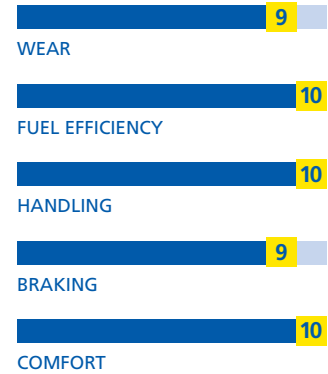 9
WEAR
10
FUEL EFFICIENCY
10
HANDLING
9
BRAKING
10
COMFORT